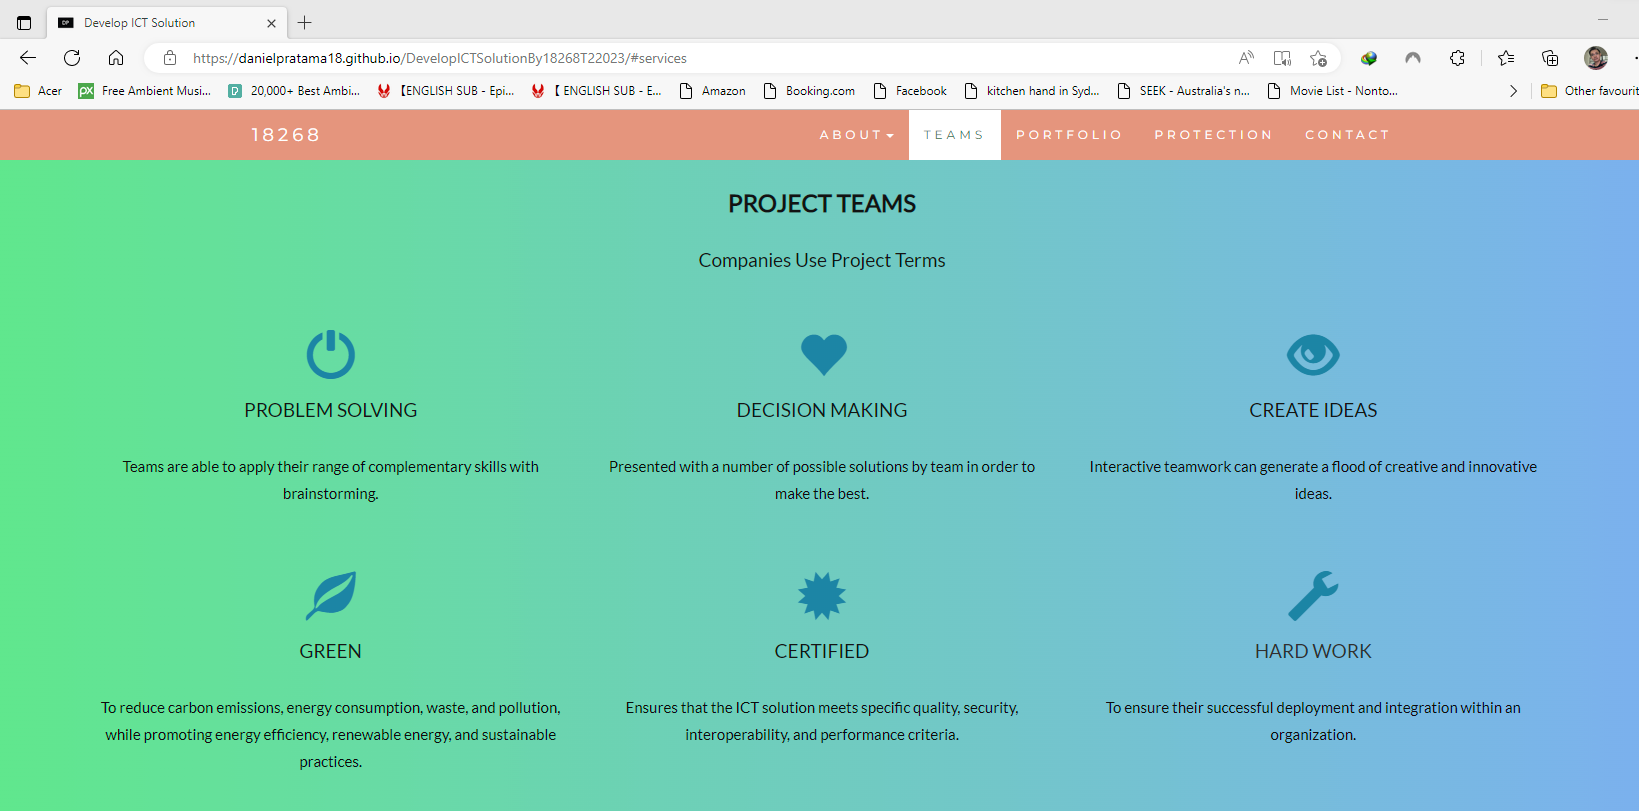 Develop ICT Solution
https://danielpratama18.github.io/DevelopICTSolutionBy18268T22023/#services
Acer Free Ambient Musi... 20,000+ Best Ambi... 【ENGLISH SUB - Epi... 【 ENGLISH SUB - E... Amazon Booking.com Facebook kitchen hand in Syd... SEEK - Australia's n... Movie List - Nonto... Other favourit
18268 ABOUT TEAMS PORTFOLIO PROTECTION CONTACT
PROJECT TEAMS
Companies Use Project Terms
PROBLEM SOLVING
Teams are able to apply their range of complementary skills with
brainstorming.
DECISION MAKING
Presented with a number of possible solutions by team in order to
make the best.
CREATE IDEAS
Interactive teamwork can generate a flood of creative and innovative
ideas.
GREEN
To reduce carbon emissions, energy consumption, waste, and pollution,
while promoting energy efficiency, renewable energy, and sustainable
practices.
CERTIFIED
Ensures that the ICT solution meets specific quality, security,
interoperability, and performance criteria.
HARD WORK
To ensure their successful deployment and integration within an
organization.